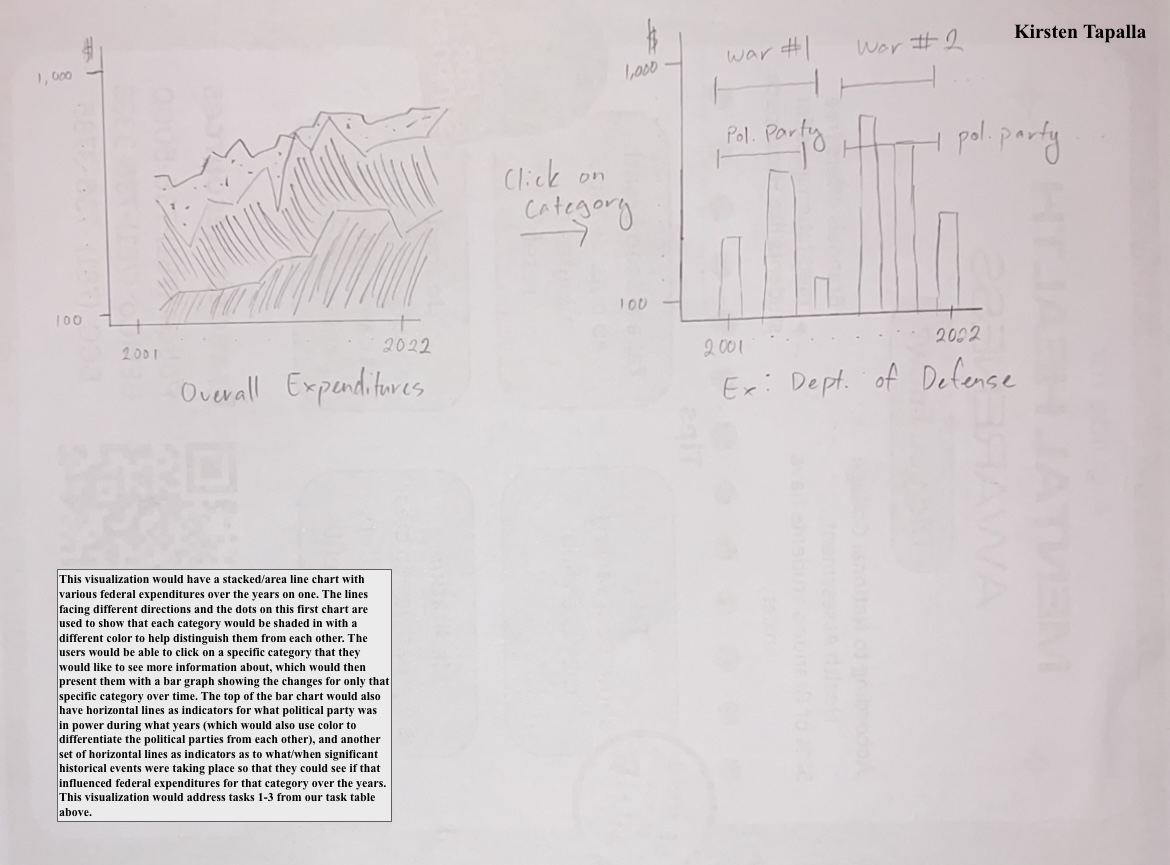 Kirsten Tapalla
$
1,000
100
2001
2022
Overall Expenditures
Click on
Category
$
1,000
100
war #1
War # 2
Pol. Party
pol. party
2001
2022
Ex: Dept. of Defense
This visualization would have a stacked/area line chart with
various federal expenditures over the years on one. The lines
facing different directions and the dots on this first chart are
used to show that each category would be shaded in with a
different color to help distinguish them from each other. The
users would be able to click on a specific category that they
would like to see more information about, which would then
present them with a bar graph showing the changes for only that
specific category over time. The top of the bar chart would also
have horizontal lines as indicators for what political party was
in power during what years (which would also use color to
differentiate the political parties from each other), and another
set of horizontal lines as indicators as to what/when significant
historical events were taking place so that they could see if that
influenced federal expenditures for that category over the years.
This visualization would address tasks 1-3 from our task table
above.
MENTAL HEALTH
AWARENESS
Tips